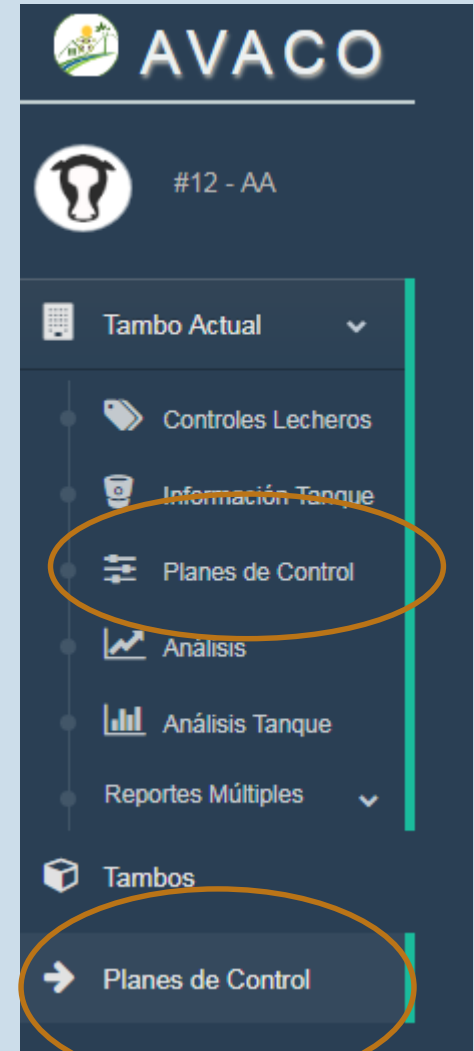 AVACO
#12 - AA
Tambo Actual
Controles Lecheros
Información Tanque
Planes de Control
Análisis
Análisis Tanque
Reportes Múltiples
Tambos
Planes de Control